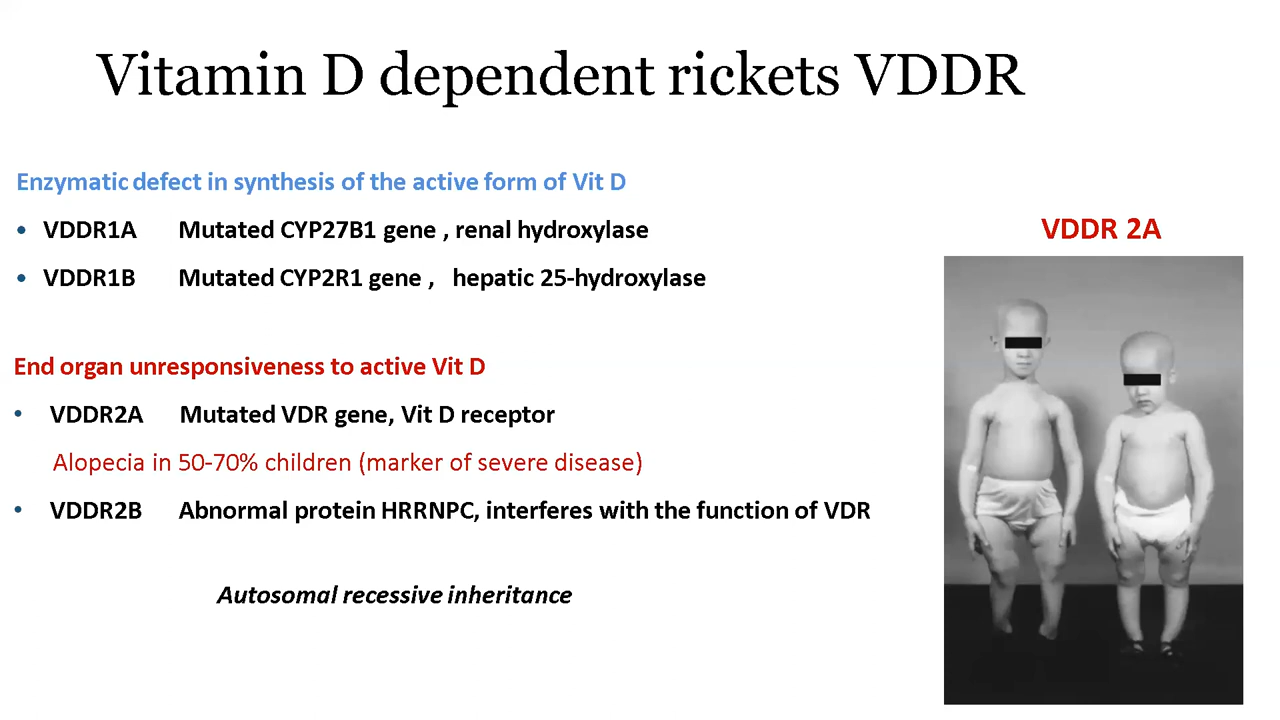 Vitamin D dependent rickets VDDR
Enzymatic defect in synthesis of the active form of Vit D
• VDDR1A Mutated CYP27B1 gene , renal hydroxylase
• VDDR1B Mutated CYP2R1 gene , hepatic 25-hydroxylase
End organ unresponsiveness to active Vit D
• VDDR2A Mutated VDR gene, Vit D receptor
Alopecia in 50-70% children (marker of severe disease)
• VDDR2B Abnormal protein HRRNPC, interferes with the function of VDR
Autosomal recessive inheritance
VDDR 2A